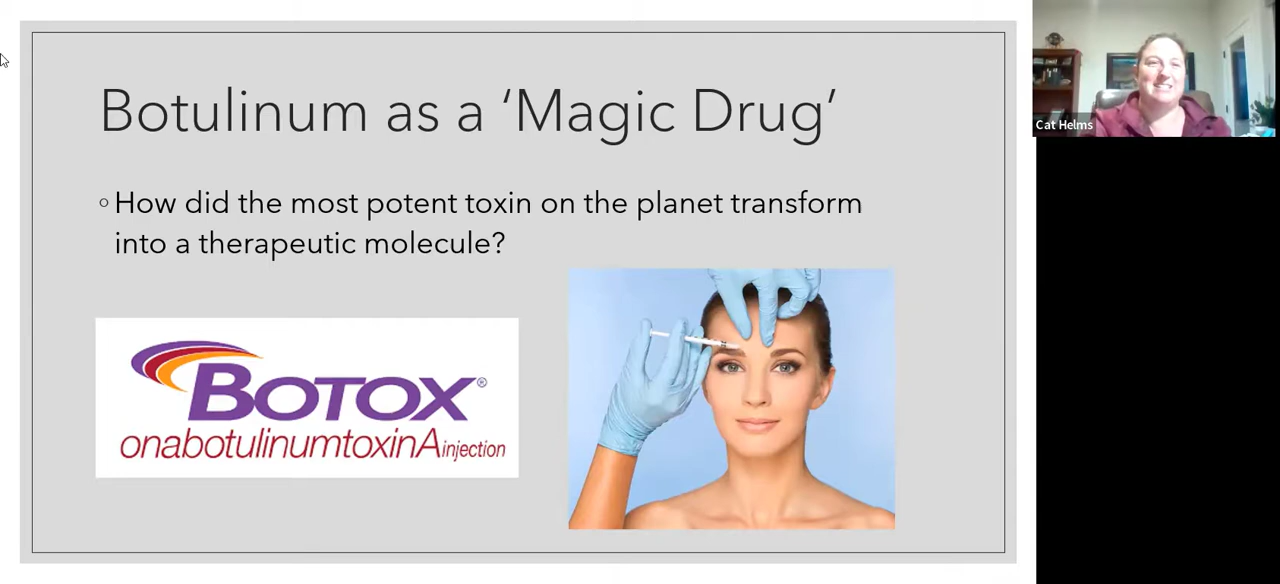 Botulinum as a ‘Magic Drug’
How did the most potent toxin on the planet transform
into a therapeutic molecule?
BOTOX®
onabotulinumtoxinA injection
Cat Helms